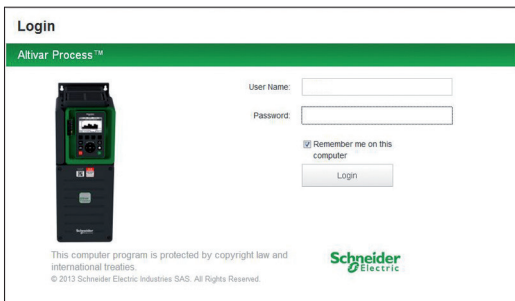 Login
Altivar Process™
User Name:
Password:
Remember me on this
computer
Login
This computer program is protected by copyright law and
international treaties.
© 2013 Schneider Electric Industries SAS. All Rights Reserved.
Schneider
Electric